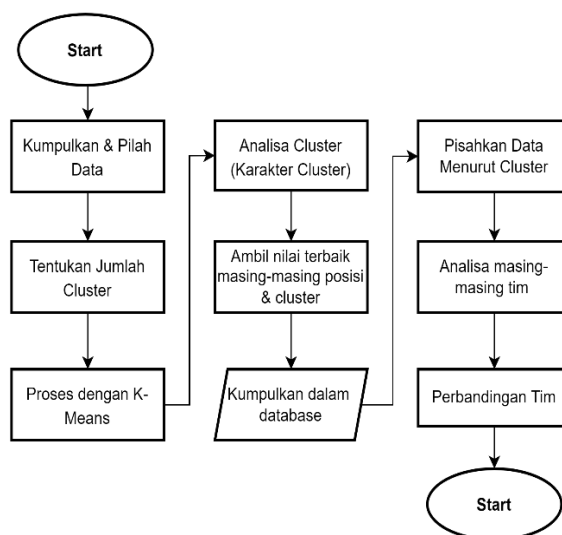 Start
Kumpulkan & Pilah
Data
Tentukan Jumlah
Cluster
Proses dengan K-
Means
Analisa Cluster
(Karakter Cluster)
Ambil nilai terbaik
masing-masing posisi
& cluster
Kumpulkan dalam
database
Pisahkan Data
Menurut Cluster
Analisa masing-
masing tim
Perbandingan Tim
Start